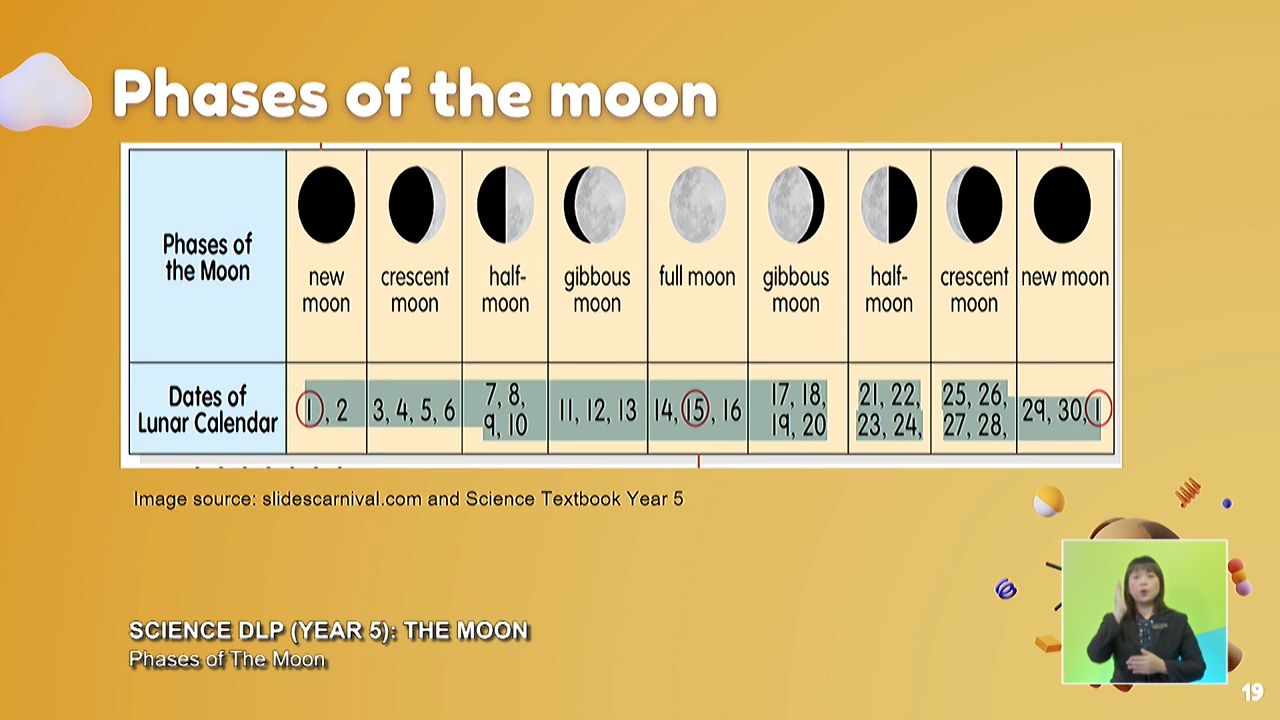 Phases of the moon
Phases of
the Moon
new
moon
crescent
moon
half-
moon
gibbous
moon
full moon
gibbous
moon
half-
moon
crescent
moon
new moon
Dates of
Lunar Calendar
1, 2
3, 4, 5, 6
7, 8,
9, 10
11, 12, 13
14, 15, 16
17, 18,
19, 20
21, 22,
23, 24,
25, 26,
27, 28,
29, 30, 1
Image source: slidescarnival.com and Science Textbook Year 5
SCIENCE DLP (YEAR 5): THE MOON
Phases of The Moon
19